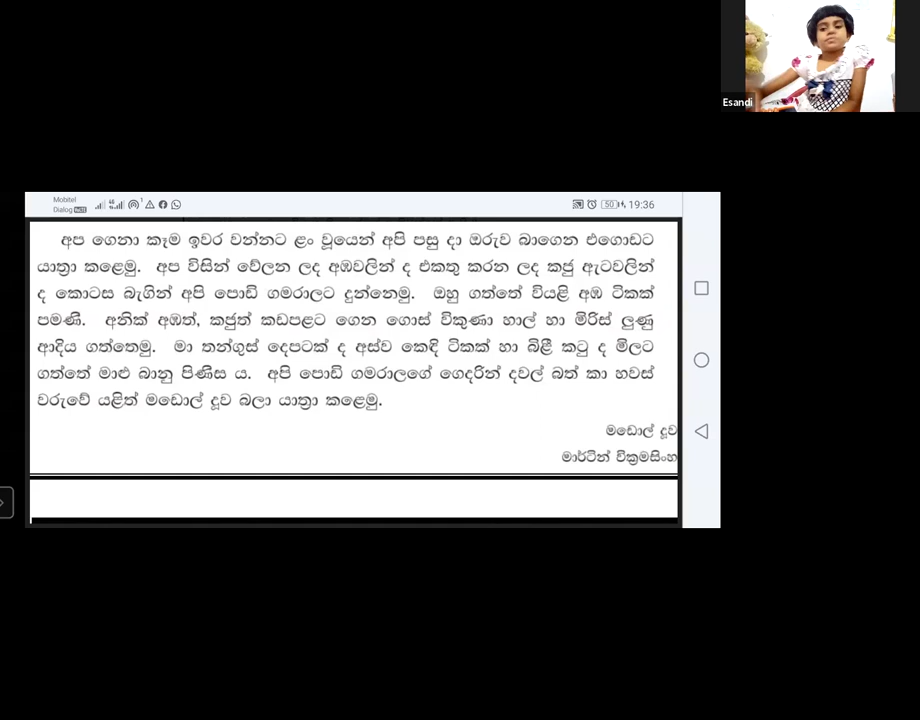 Esandi
Mobitel
Dialog VoLTE
50 19:36
අප ගෙනා කෑම ඉවර වන්නට ළං වූයෙන් අපි පසු දා ඔරුව බාගෙන එගොඩට
යාත්‍රා කළෙමු. අප විසින් වේලන ලද අඹවලින් ද එකතු කරන ලද කජු ඇටවලින්
ද කොටස බැගින් අපි පොඩි ගමරාලට දුන්නෙමු. ඔහු ගත්තේ වියළි අඹ ටිකක්
පමණි. අනික් අඹත්, කජුත් කඩපළට ගෙන ගොස් විකුණා හාල් හා මිරිස් ලුණු
ආදිය ගත්තෙමු. මා තන්ගුස් දෙපටක් ද අස්ව කෙඳි ටිකක් හා බිළී කටු ද මිලට
ගත්තේ මාළු බානු පිණිස ය. අපි පොඩි ගමරාලගේ ගෙදරින් දවල් බත් කා හවස්
වරුවේ යළිත් මඩොල් දූව බලා යාත්‍රා කළෙමු.
මඩොල් දූව
මාර්ටින් වික්‍රමසිංහ